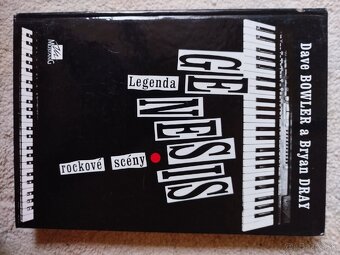 Dave BOWLER a Bryan DRAY
GENESIS
Legenda
rockové scény